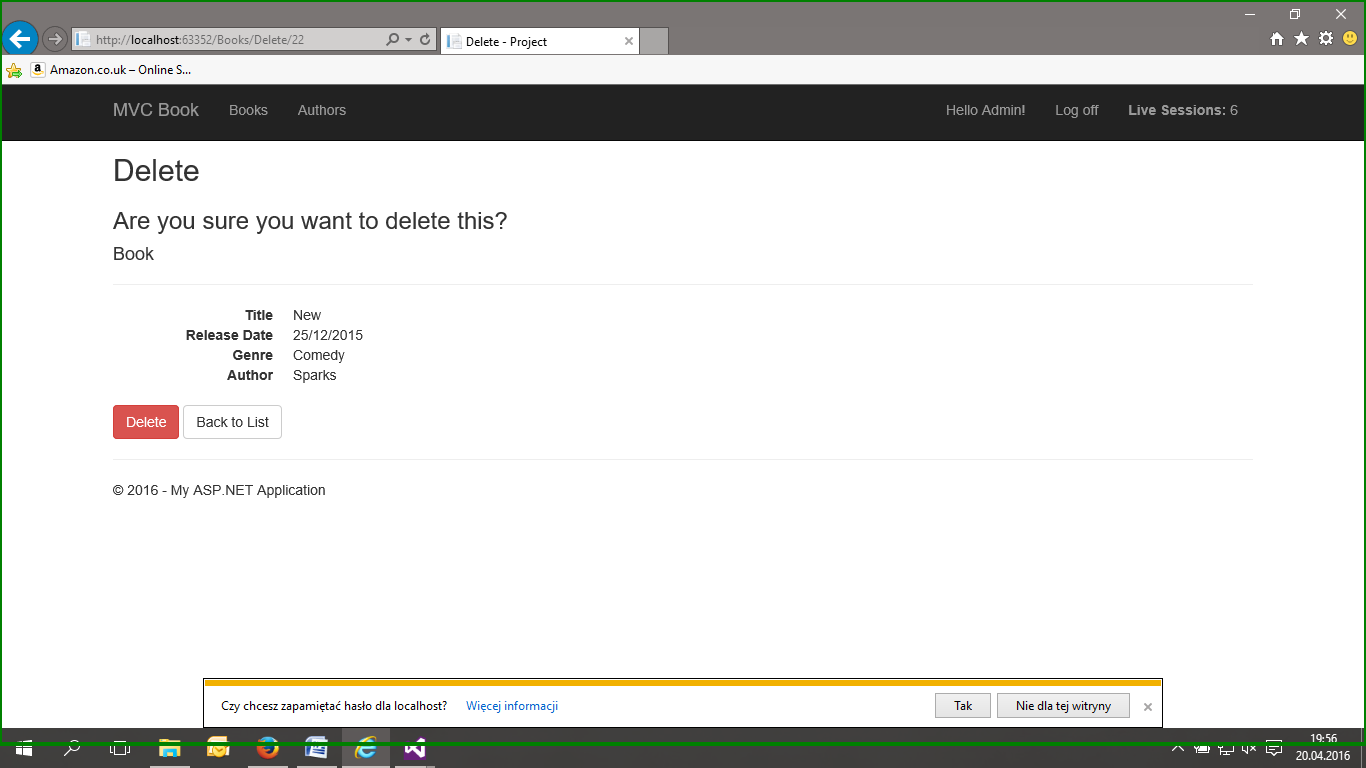 http://localhost:63352/Books/Delete/22
Delete - Project
Amazon.co.uk – Online S...
MVC Book Books Authors Hello Admin! Log off Live Sessions: 6
Delete
Are you sure you want to delete this?
Book
Title New
Release Date 25/12/2015
Genre Comedy
Author Sparks
Delete Back to List
© 2016 - My ASP.NET Application
Czy chcesz zapamiętać hasło dla localhost? Więcej informacji Tak Nie dla tej witryny
19:56
20.04.2016